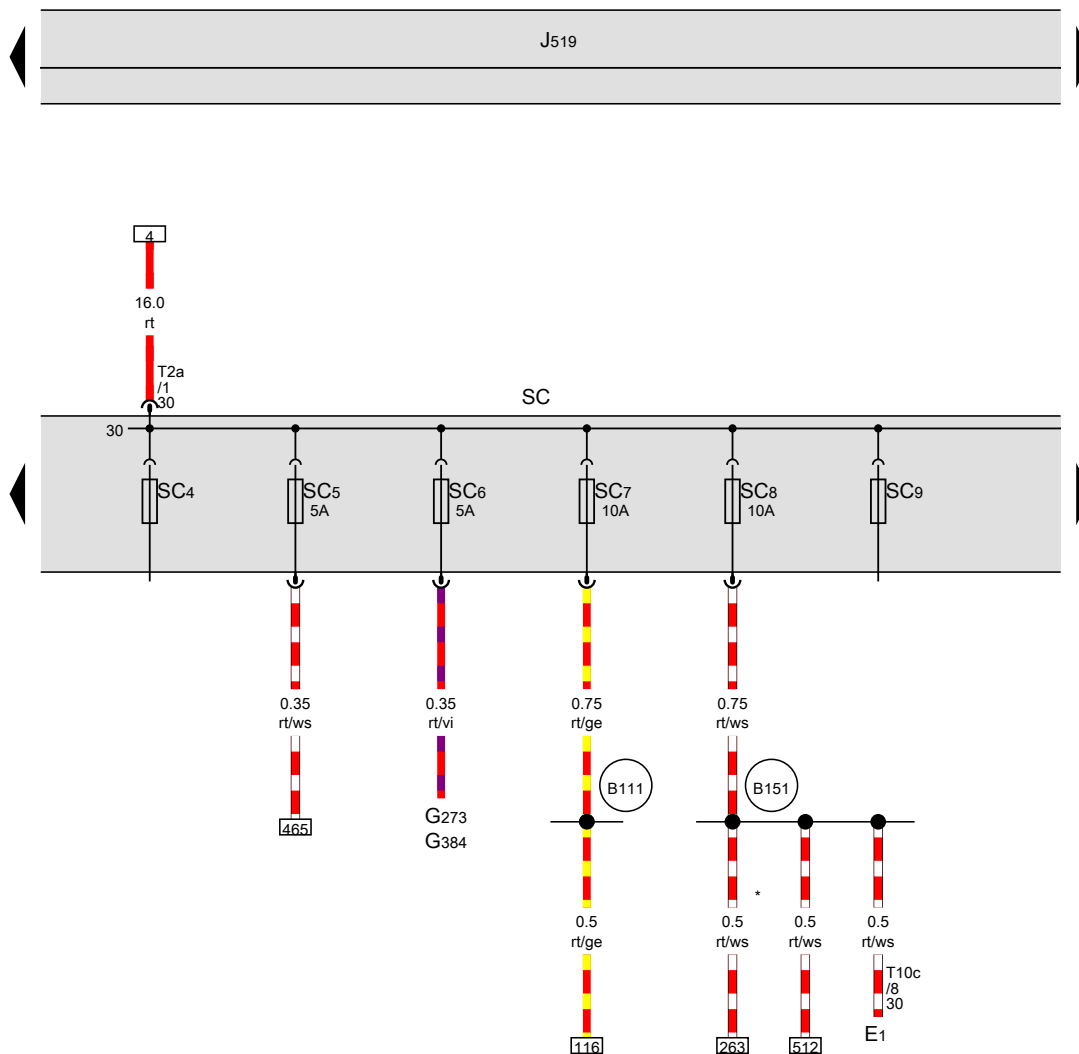 J519
4
16.0
rt
T2a
/1
30
SC
30
SC4
SC5
5A
SC6
5A
SC7
10A
SC8
10A
SC9
0.35
rt/ws
0.35
rt/vi
0.75
rt/ge
0.75
rt/ws
B111
B151
465
G273
G384
*
0.5
rt/ge
0.5
rt/ws
0.5
rt/ws
0.5
rt/ws
T10c
/8
30
E1
116
263
512